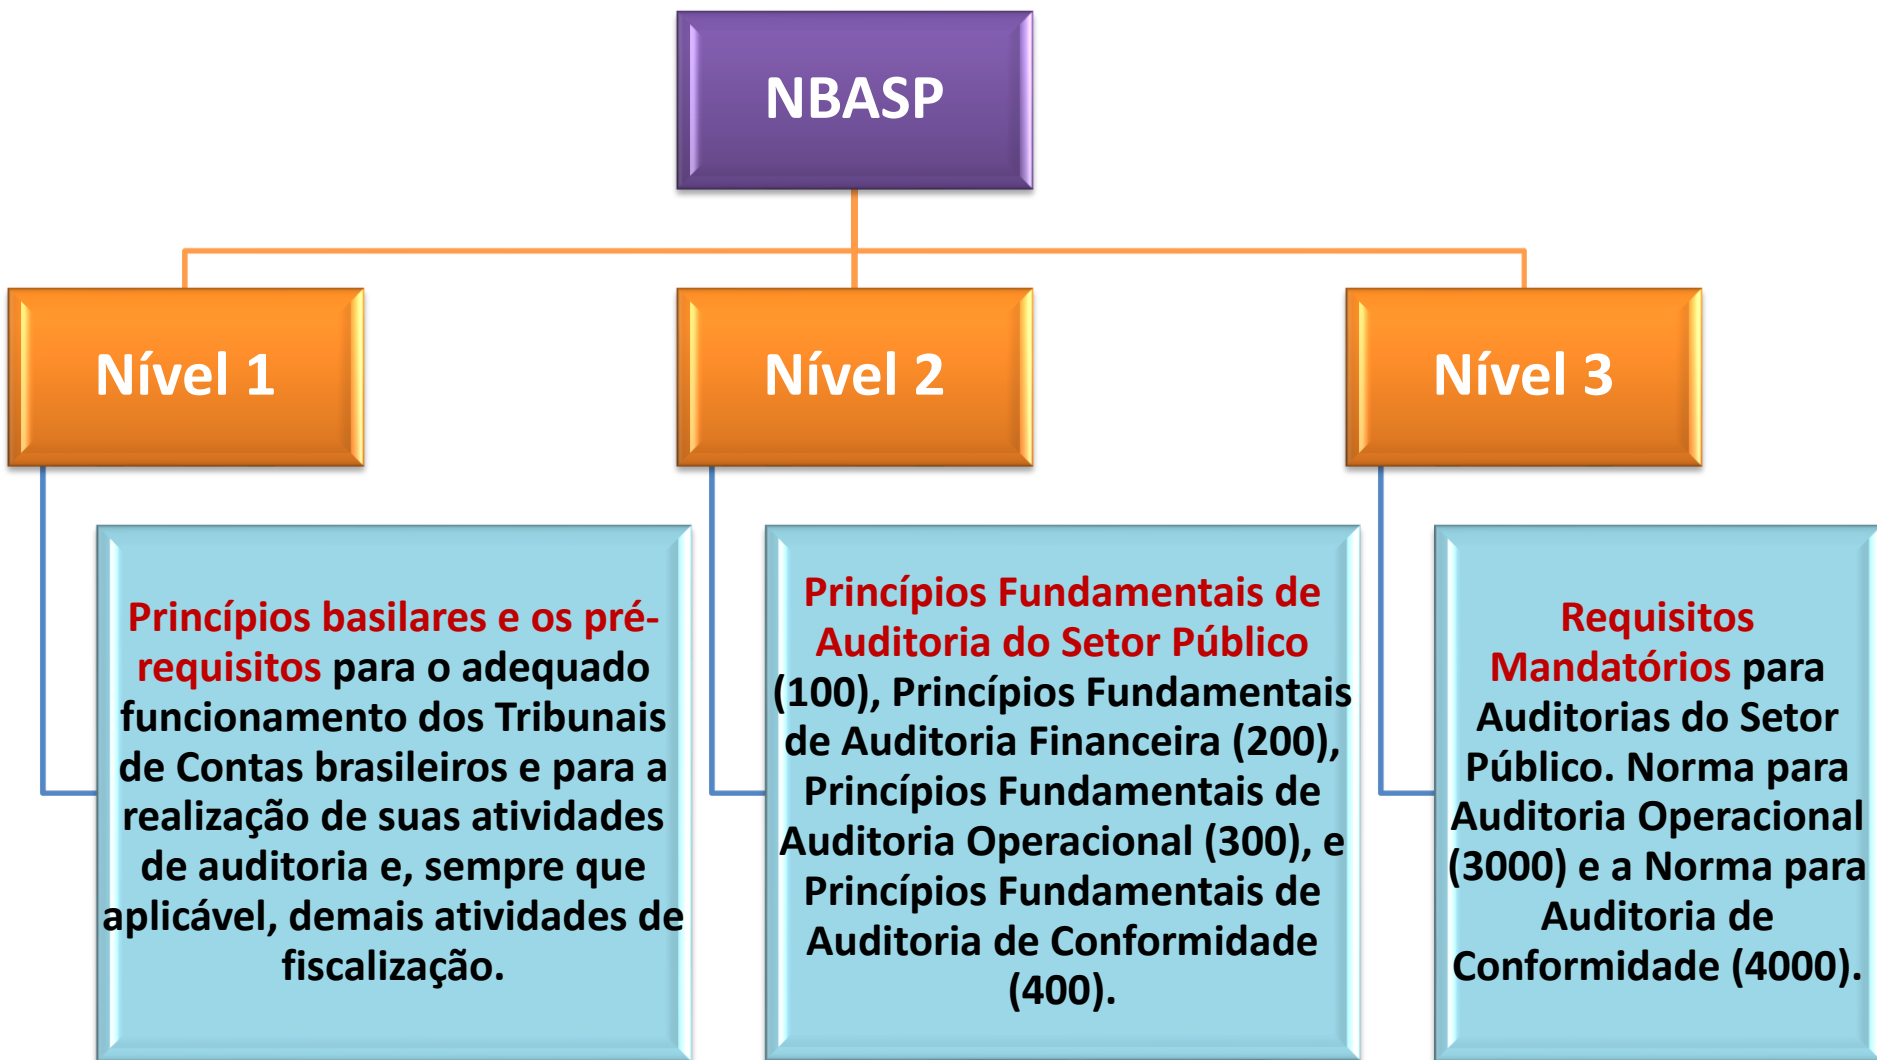 NBASP
Nível 1
Nível 2
Nível 3
Princípios basilares e os pré-
requisitos para o adequado
funcionamento dos Tribunais
de Contas brasileiros e para a
realização de suas atividades
de auditoria e, sempre que
aplicável, demais atividades de
fiscalização.
Princípios Fundamentais de
Auditoria do Setor Público
(100), Princípios Fundamentais
de Auditoria Financeira (200),
Princípios Fundamentais de
Auditoria Operacional (300), e
Princípios Fundamentais de
Auditoria de Conformidade
(400).
Requisitos
Mandatórios para
Auditorias do Setor
Público. Norma para
Auditoria Operacional
(3000) e a Norma para
Auditoria de
Conformidade (4000).